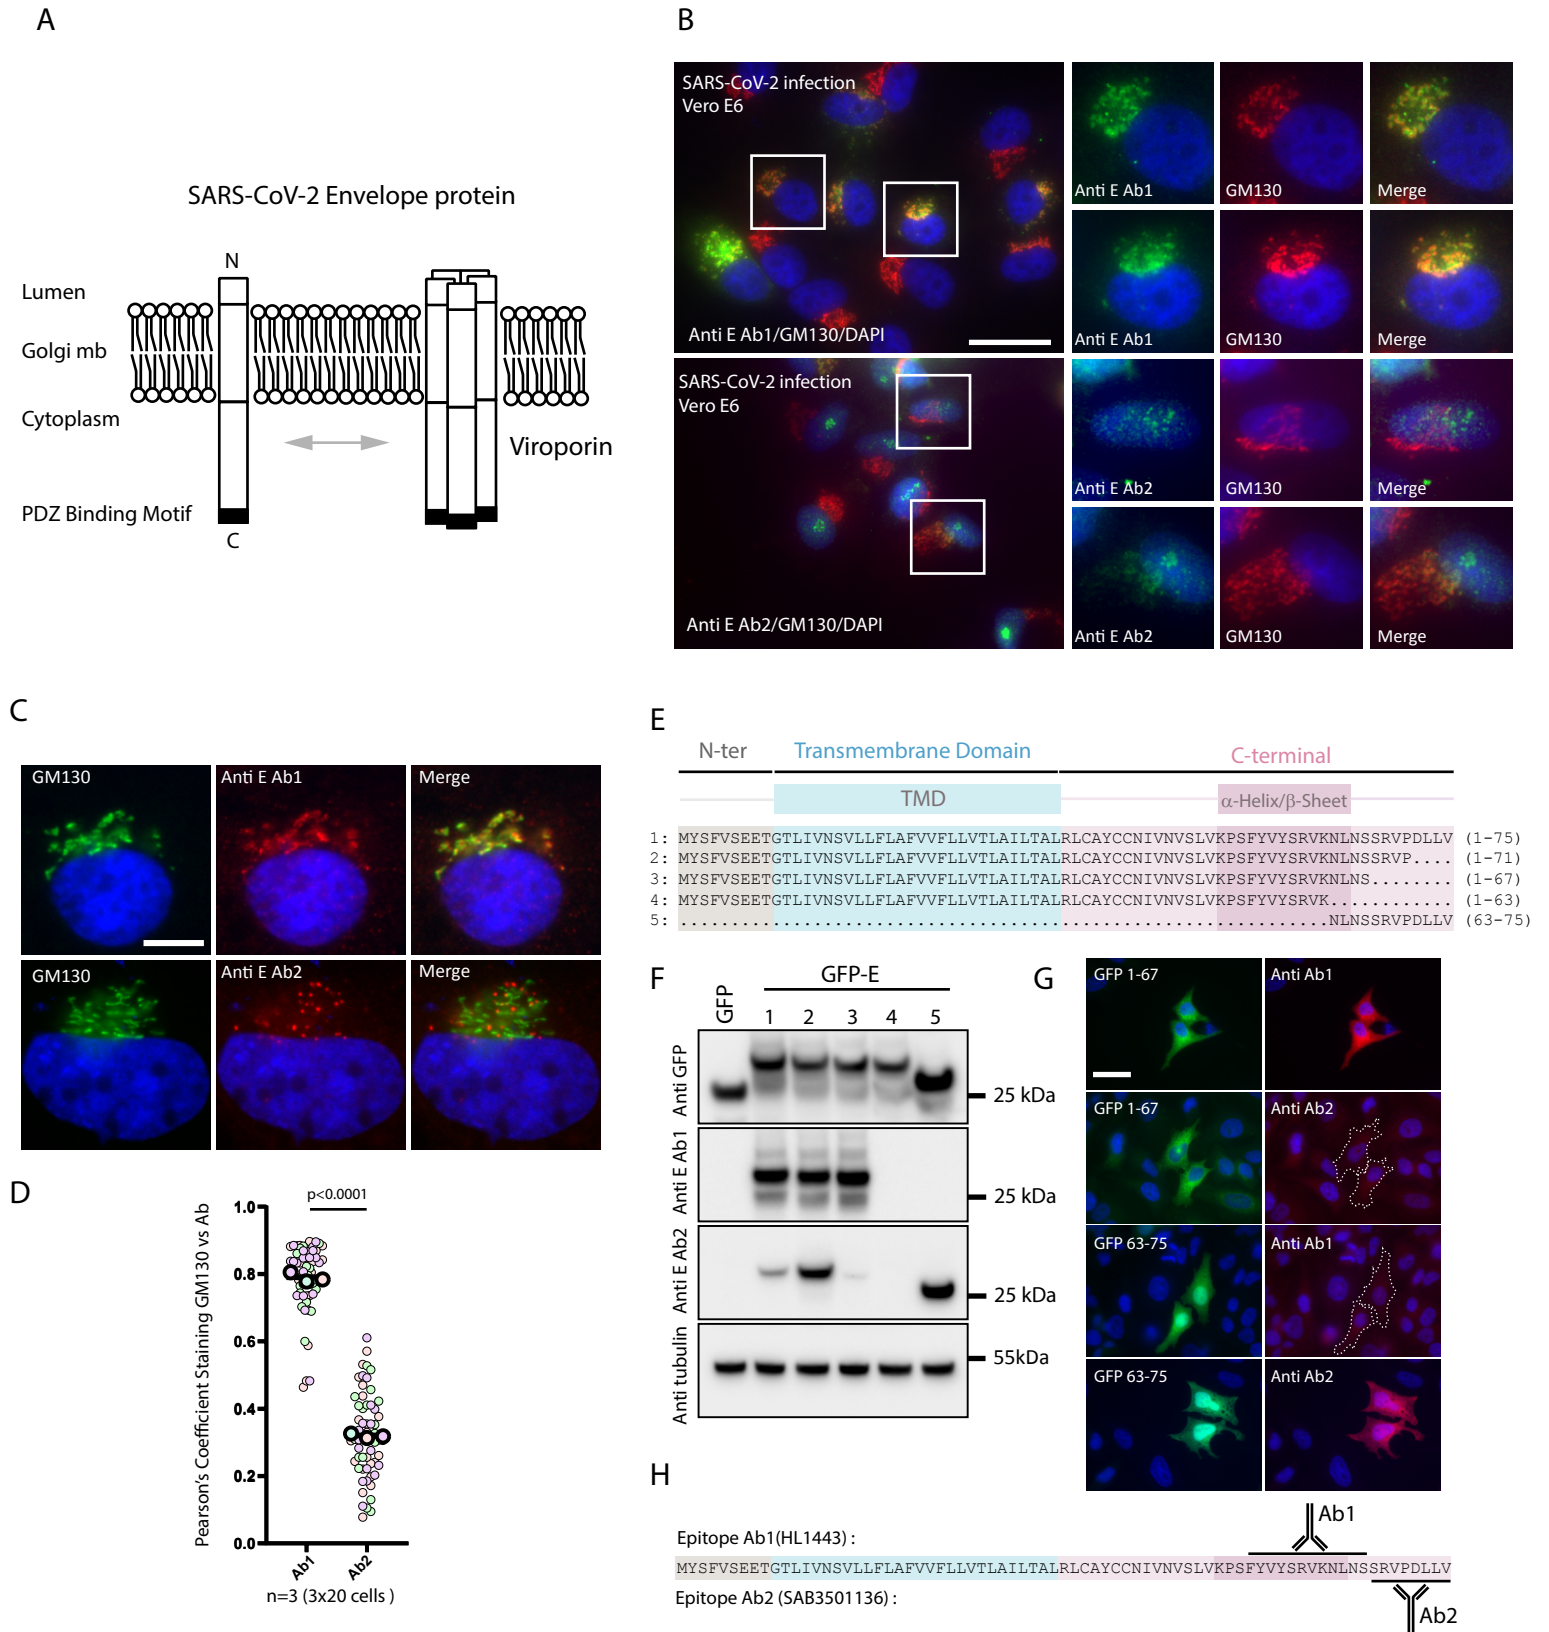 A
SARS-CoV-2 Envelope protein
N
Lumen
Golgi mb
Cytoplasm
Viroporin
PDZ Binding Motif
C
B
SARS-CoV-2 infection
Vero E6
Anti E Ab1/GM130/DAPI
Anti E Ab1
GM130
Merge
Anti E Ab1
GM130
Merge
SARS-CoV-2 infection
Vero E6
Anti E Ab2/GM130/DAPI
Anti E Ab2
GM130
Merge
Anti E Ab2
GM130
Merge
C
GM130
Anti E Ab1
Merge
GM130
Anti E Ab2
Merge
D
p<0.0001
Pearson's Coefficient Staining GM130 vs Ab
1.0
0.8
0.6
0.4
0.2
0.0
Ab1
Ab2
n=3 (3x20 cells )
E
N-ter
Transmembrane Domain
C-terminal
TMD
α-Helix/β-Sheet
1: MYSFVSEETGTLIVNSVLLFLAFVVFLLVTLAILTALRLCAYCCNIVNVSLVKPSFYVYSRVKNLNSSRVPDLLV (1-75)
2: MYSFVSEETGTLIVNSVLLFLAFVVFLLVTLAILTALRLCAYCCNIVNVSLVKPSFYVYSRVKNLNSSRVP.... (1-71)
3: MYSFVSEETGTLIVNSVLLFLAFVVFLLVTLAILTALRLCAYCCNIVNVSLVKPSFYVYSRVKNLNS........ (1-67)
4: MYSFVSEETGTLIVNSVLLFLAFVVFLLVTLAILTALRLCAYCCNIVNVSLVKPSFYVYSRVK............ (1-63)
5: ...............................................................NLNSSRVPDLLV (63-75)
F
GFP
GFP-E
1 2 3 4 5
Anti GFP
25 kDa
Anti E Ab1
25 kDa
Anti E Ab2
25 kDa
Anti tubulin
55kDa
G
GFP 1-67
Anti Ab1
GFP 1-67
Anti Ab2
GFP 63-75
Anti Ab1
GFP 63-75
Anti Ab2
H
Ab1
Epitope Ab1(HL1443) :
MYSFVSEETGTLIVNSVLLFLAFVVFLLVTLAILTALRLCAYCCNIVNVSLVKPSFYVYSRVKNLNSSRVPDLLV
Epitope Ab2 (SAB3501136) :
Ab2